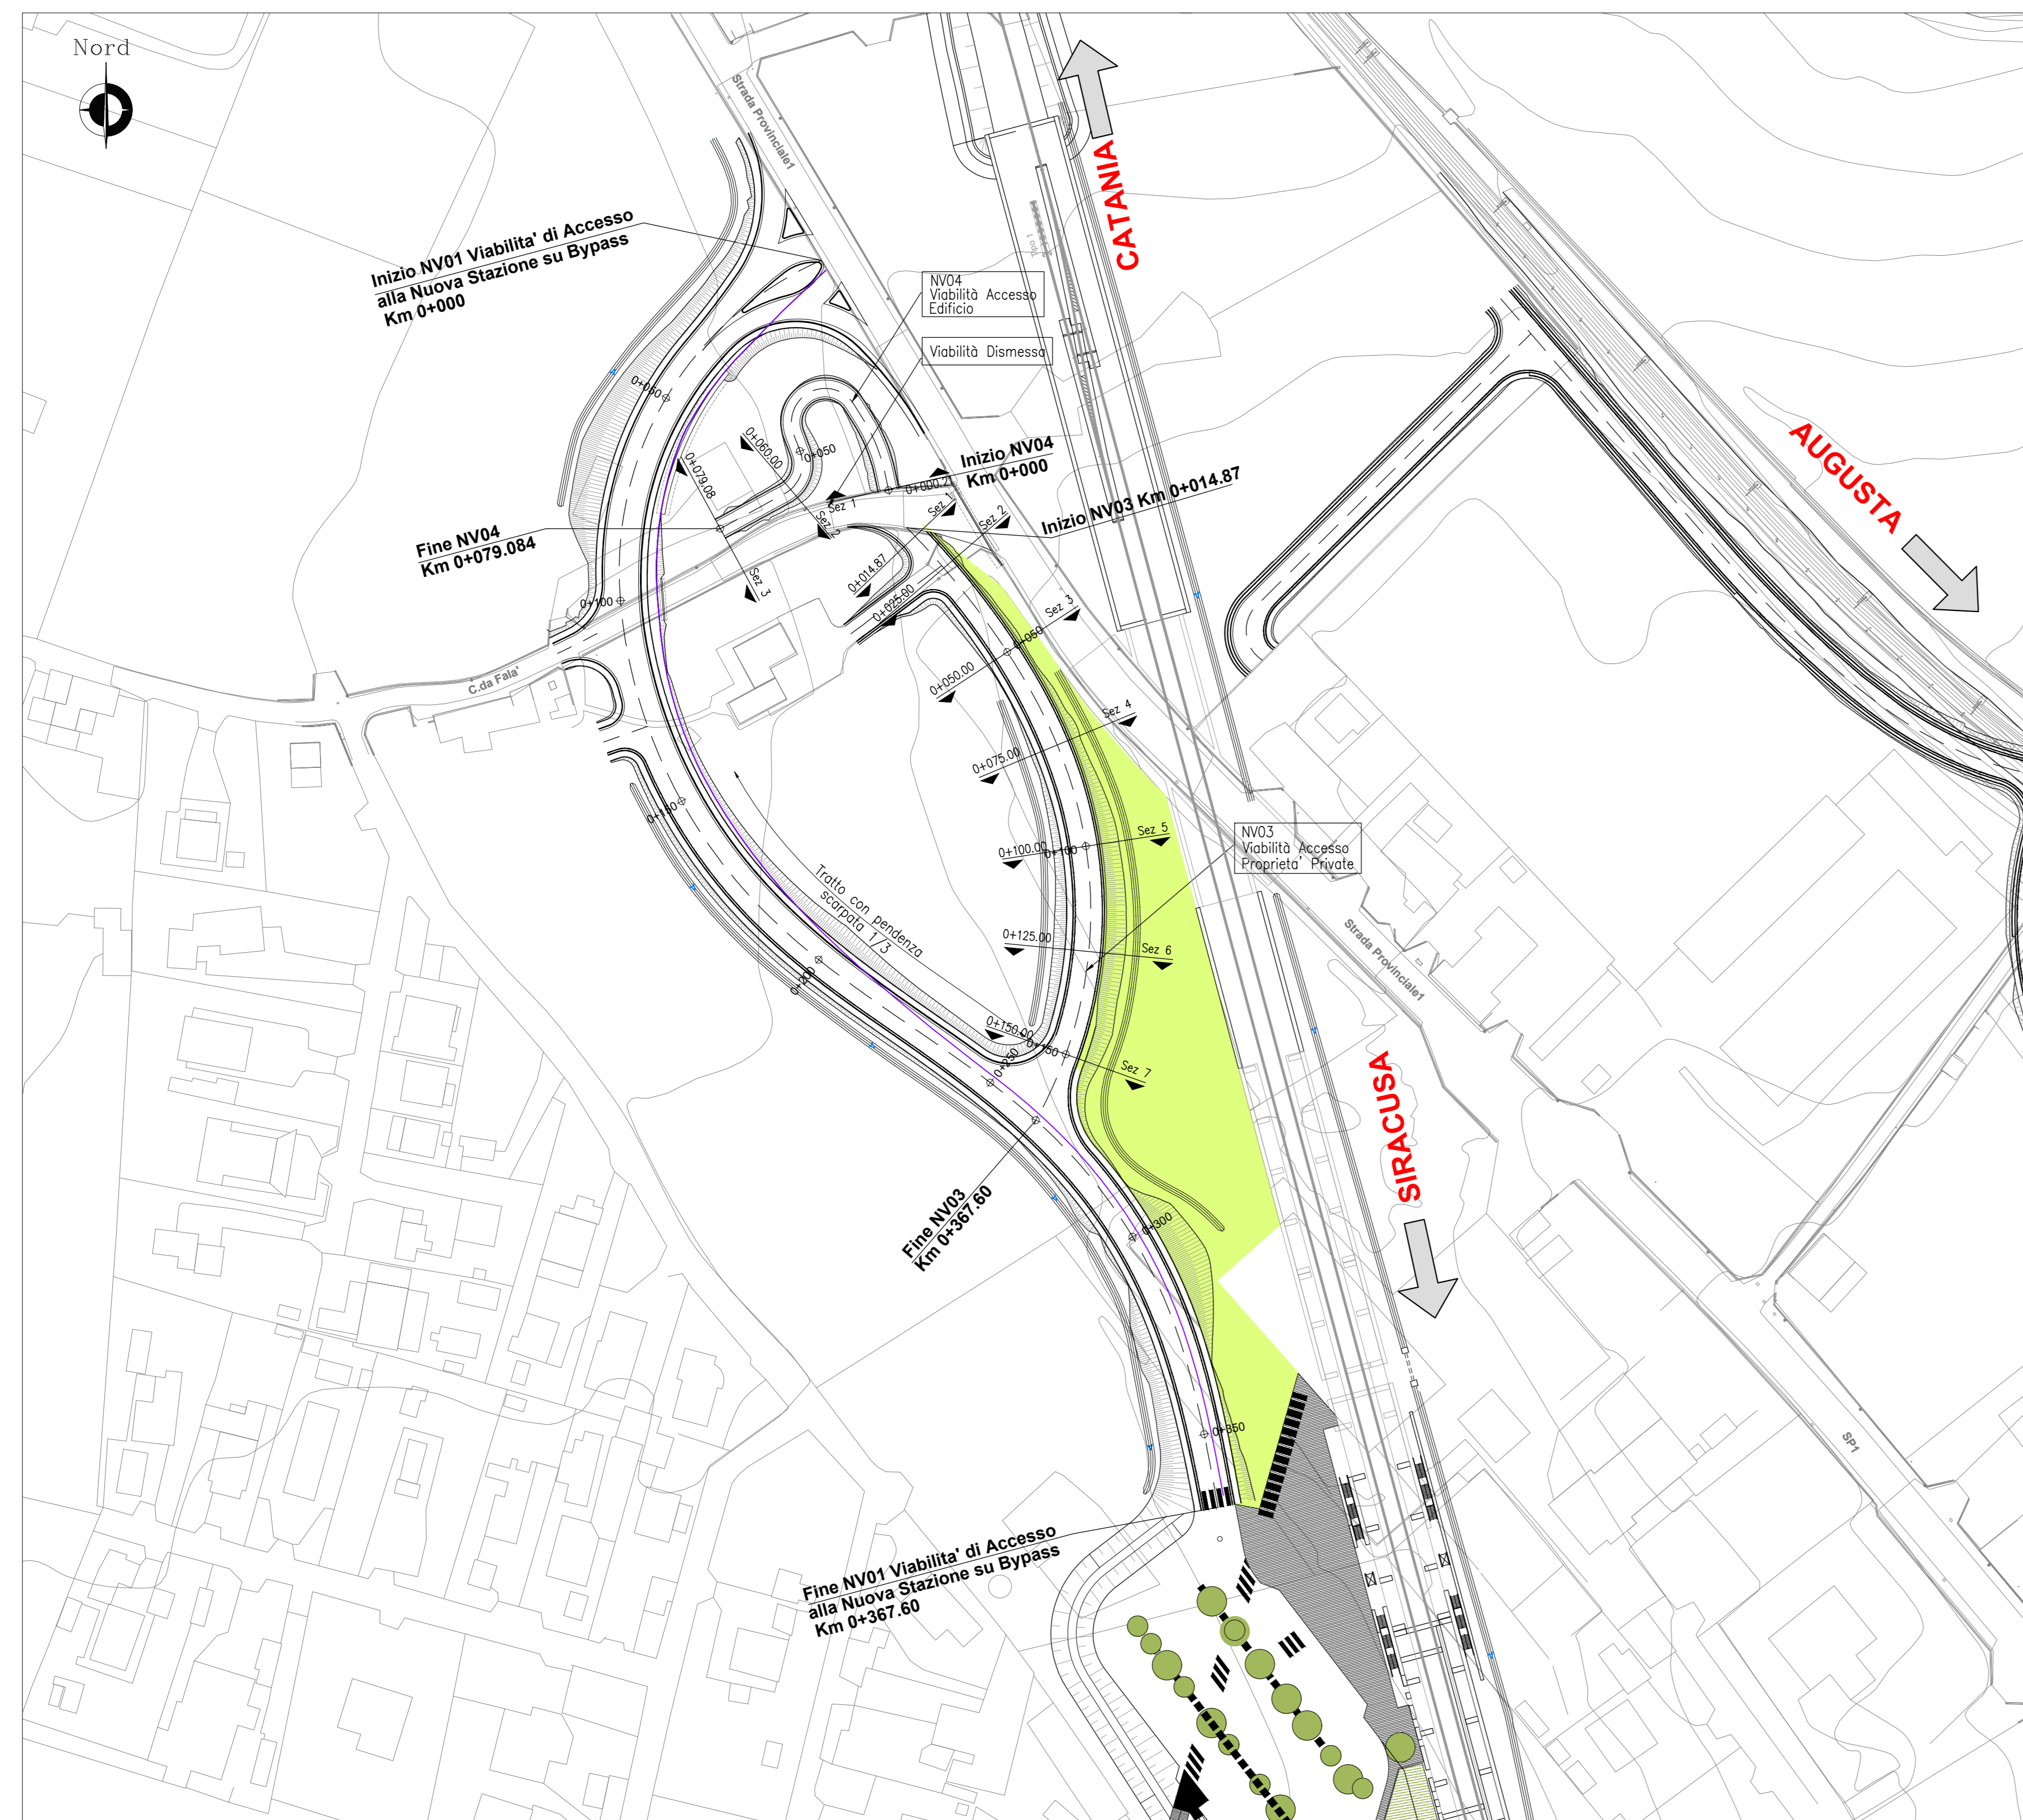 Nord
Strada Provinciale1
CATANIA
Inizio NV01 Viabilita' di Accesso
alla Nuova Stazione su Bypass
Km 0+000
NV04
Viabilità Accesso
Edificio
Viabilità Dismessa
AUGUSTA
0+050
0+050
0+060.00
0+079.08
Inizio NV04
Km 0+000
Inizio NV03 Km 0+014.87
Sez 1
Sez 1
Sez 2
Sez 2
Fine NV04
Km 0+079.084
Sez 3
0+014.87
0+025.00
0+100
Sez 3
0+050
0+050.00
C.da Fala'
Sez 4
0+075.00
0+150
Sez 5
0+100.00
0+100
NV03
Viabilità Accesso
Proprieta' Private
Tratto con pendenza
scarpata 1/3
0+125.00
Sez 6
Strada Provinciale1
0+200
0+150.00
0+150
0+250
Sez 7
SIRACUSA
Fine NV03
Km 0+367.60
0+300
0+350
SP1
Fine NV01 Viabilita' di Accesso
alla Nuova Stazione su Bypass
Km 0+367.60